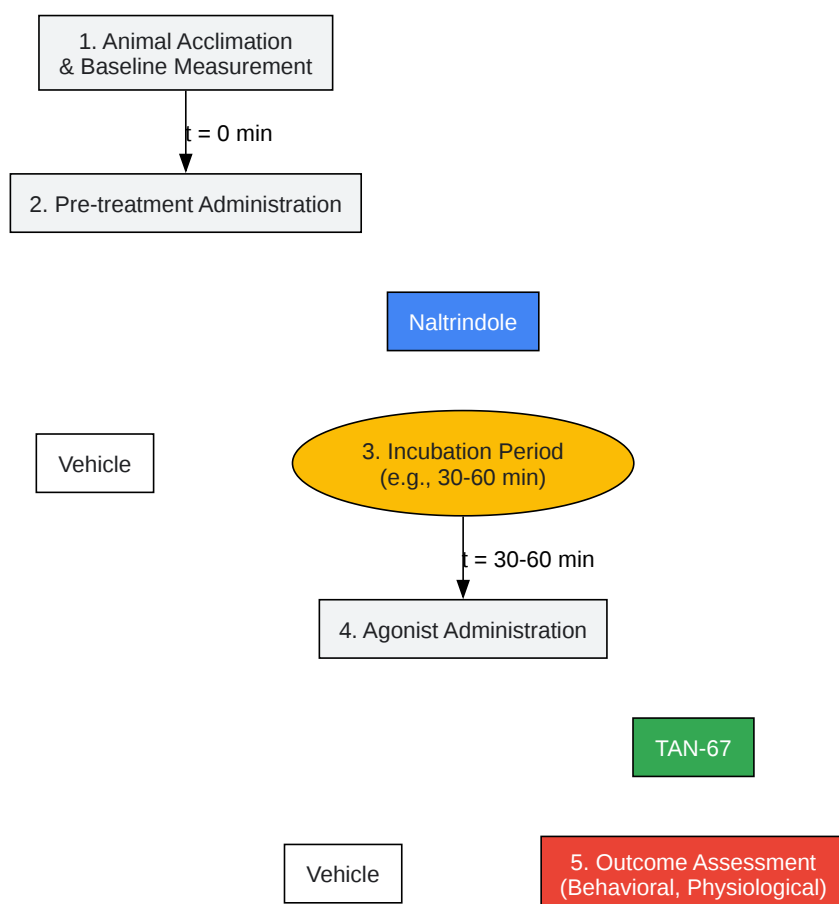 1. Animal Acclimation
& Baseline Measurement
t = 0 min
2. Pre-treatment Administration
Naltrindole
Vehicle
3. Incubation Period
(e.g., 30-60 min)
t = 30-60 min
4. Agonist Administration
TAN-67
Vehicle
5. Outcome Assessment
(Behavioral, Physiological)